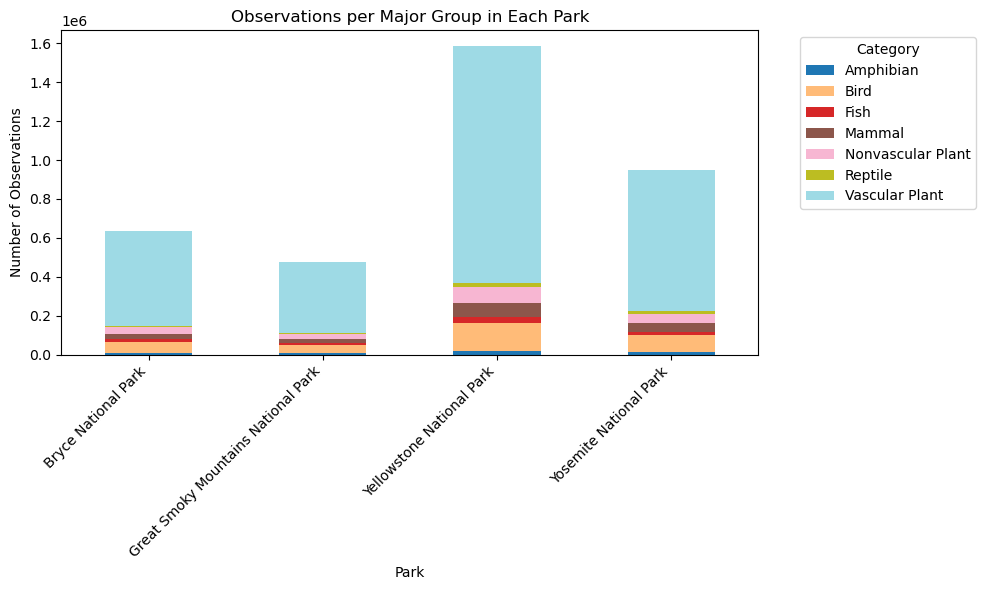 Observations per Major Group in Each Park
1e6
Number of Observations
1.6
1.4
1.2
1.0
0.8
0.6
0.4
0.2
0.0
Bryce National Park
Great Smoky Mountains National Park
Yellowstone National Park
Yosemite National Park
Park
Category
Amphibian
Bird
Fish
Mammal
Nonvascular Plant
Reptile
Vascular Plant